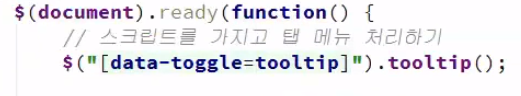 $(document).ready(function() {
// 스크립트를 가지고 탭 메뉴 처리하기
$("[data-toggle=tooltip]").tooltip();